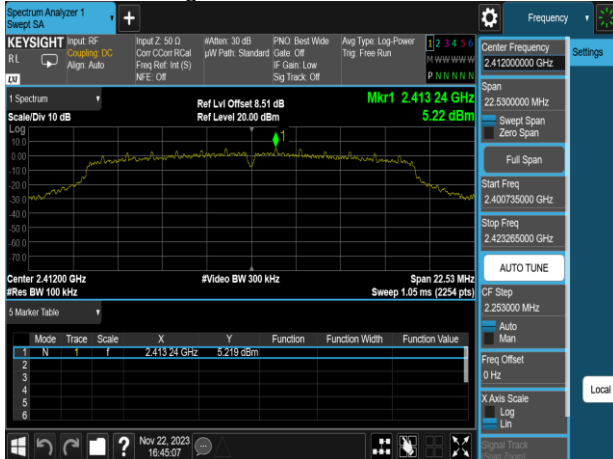 Spectrum Analyzer 1
Swept SA
+
Frequency
KEYSIGHT
RL
LXI
Input: RF
Coupling: DC
Align: Auto
Input Z: 50 Ω
Corr CCorr RCal
Freq Ref: Int (S)
NFE: Off
#Atten: 30 dB
µW Path: Standard
PNO: Best Wide
Gate: Off
IF Gain: Low
Sig Track: Off
Avg Type: Log-Power
Trig: Free Run
1 2 3 4 5 6
M W W W W W
P N N N N N
Center Frequency
2.412000000 GHz
Settings
1 Spectrum
Scale/Div 10 dB
Ref Lvl Offset 8.51 dB
Ref Level 20.00 dBm
Mkr1 2.413 24 GHz
5.22 dBm
Log
10.0
0.00
-10.0
-20.0
-30.0
-40.0
-50.0
-60.0
-70.0
1
Center 2.41200 GHz
#Res BW 100 kHz
#Video BW 300 kHz
Span 22.53 MHz
Sweep 1.05 ms (2254 pts)
Span
22.5300000 MHz
Swept Span
Zero Span
Full Span
Start Freq
2.400735000 GHz
Stop Freq
2.423265000 GHz
AUTO TUNE
CF Step
2.253000 MHz
Auto
Man
Freq Offset
0 Hz
X Axis Scale
Log
Lin
Signal Track
(Span Zoom)
Local
5 Marker Table
Mode Trace Scale X Y Function Function Width Function Value
1 N 1 f 2.413 24 GHz 5.219 dBm
2
3
4
5
6
?
Nov 22, 2023
16:45:07